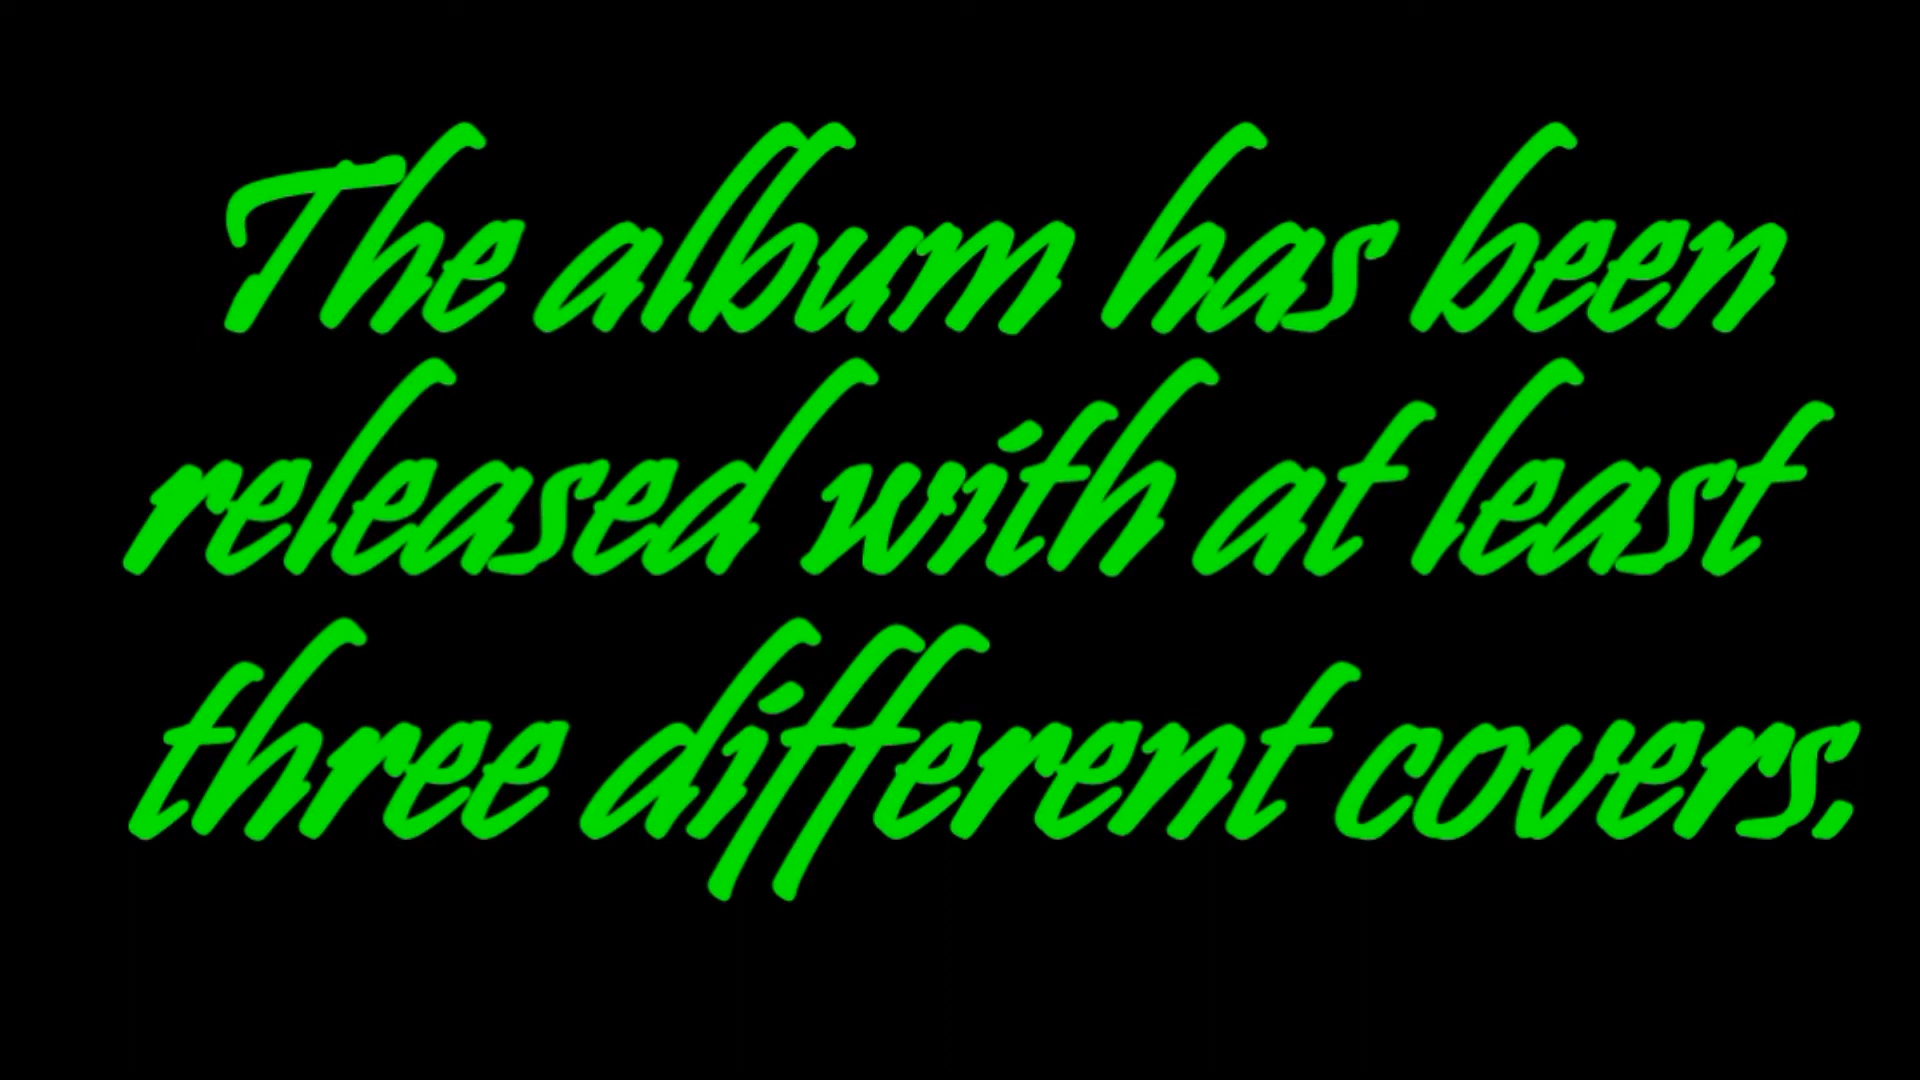 The album has been
released with at least
three different covers.